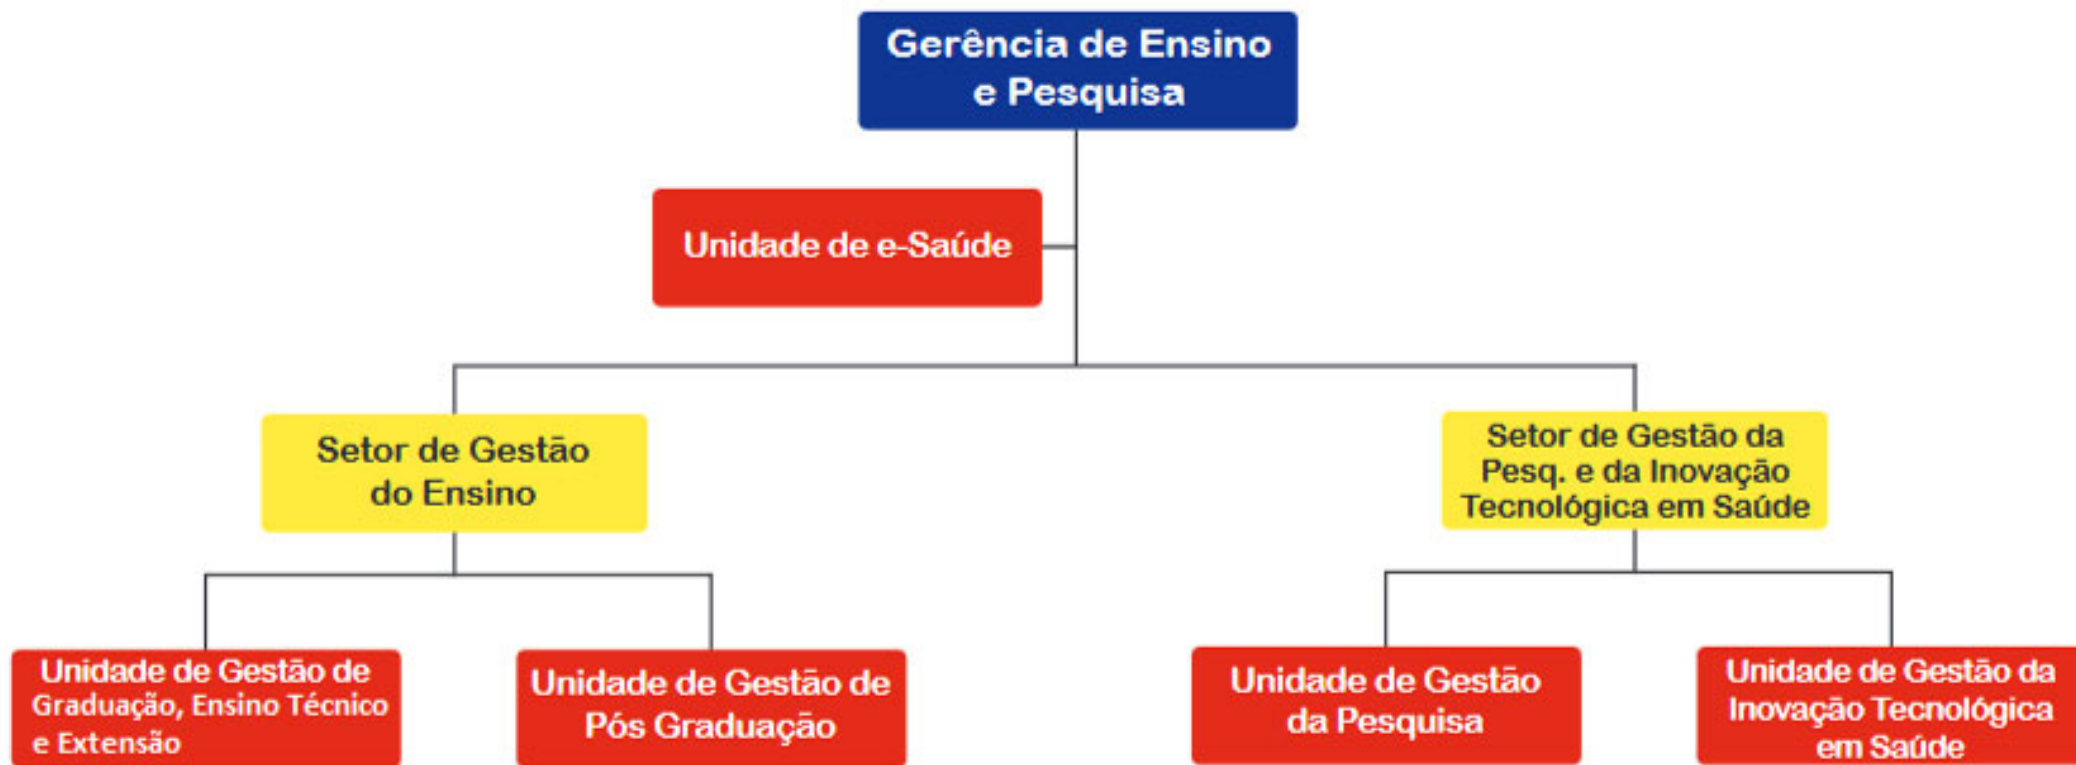 Gerência de Ensino
e Pesquisa
Unidade de e-Saúde
Setor de Gestão
do Ensino
Setor de Gestão da
Pesq. e da Inovação
Tecnológica em Saúde
Unidade de Gestão de
Graduação, Ensino Técnico
e Extensão
Unidade de Gestão de
Pós Graduação
Unidade de Gestão
da Pesquisa
Unidade de Gestão da
Inovação Tecnológica
em Saúde